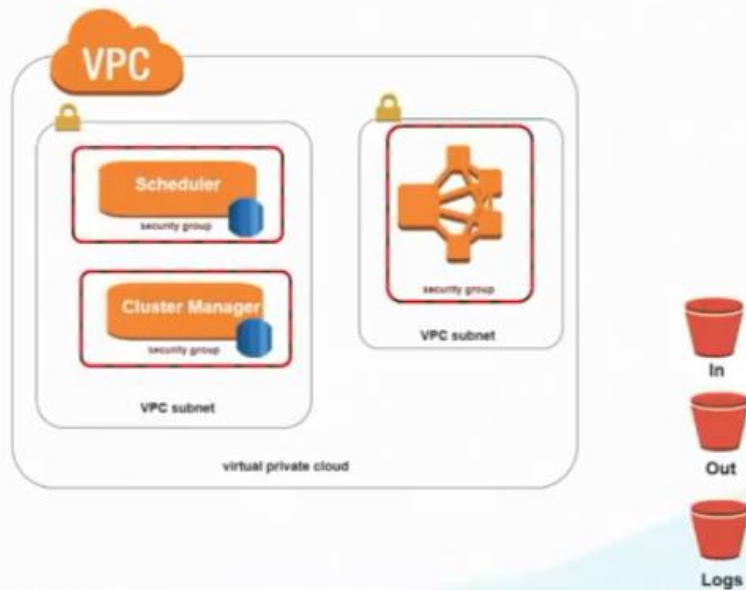 VPC
Scheduler
security group
Cluster Manager
security group
VPC subnet
security group
VPC subnet
virtual private cloud
In
Out
Logs